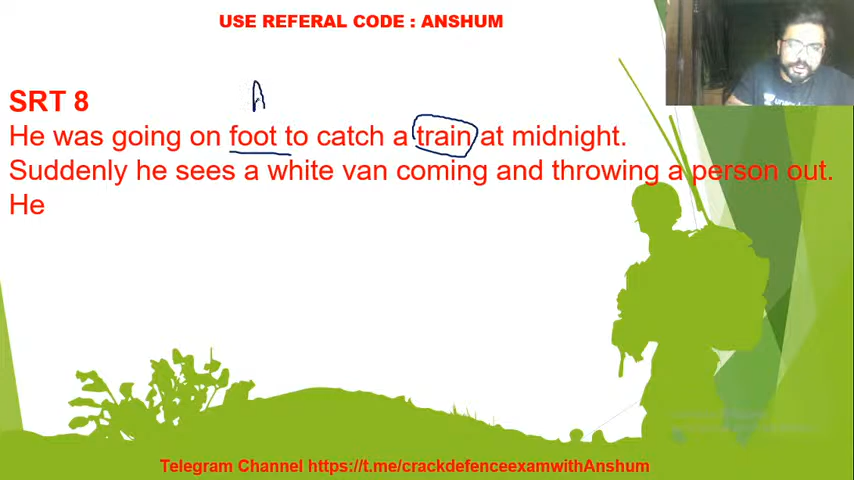 USE REFERAL CODE : ANSHUM
SRT 8
A
He was going on foot to catch a train at midnight.
Suddenly he sees a white van coming and throwing a person out.
He
Telegram Channel https://t.me/crackdefenceexamwithAnshum